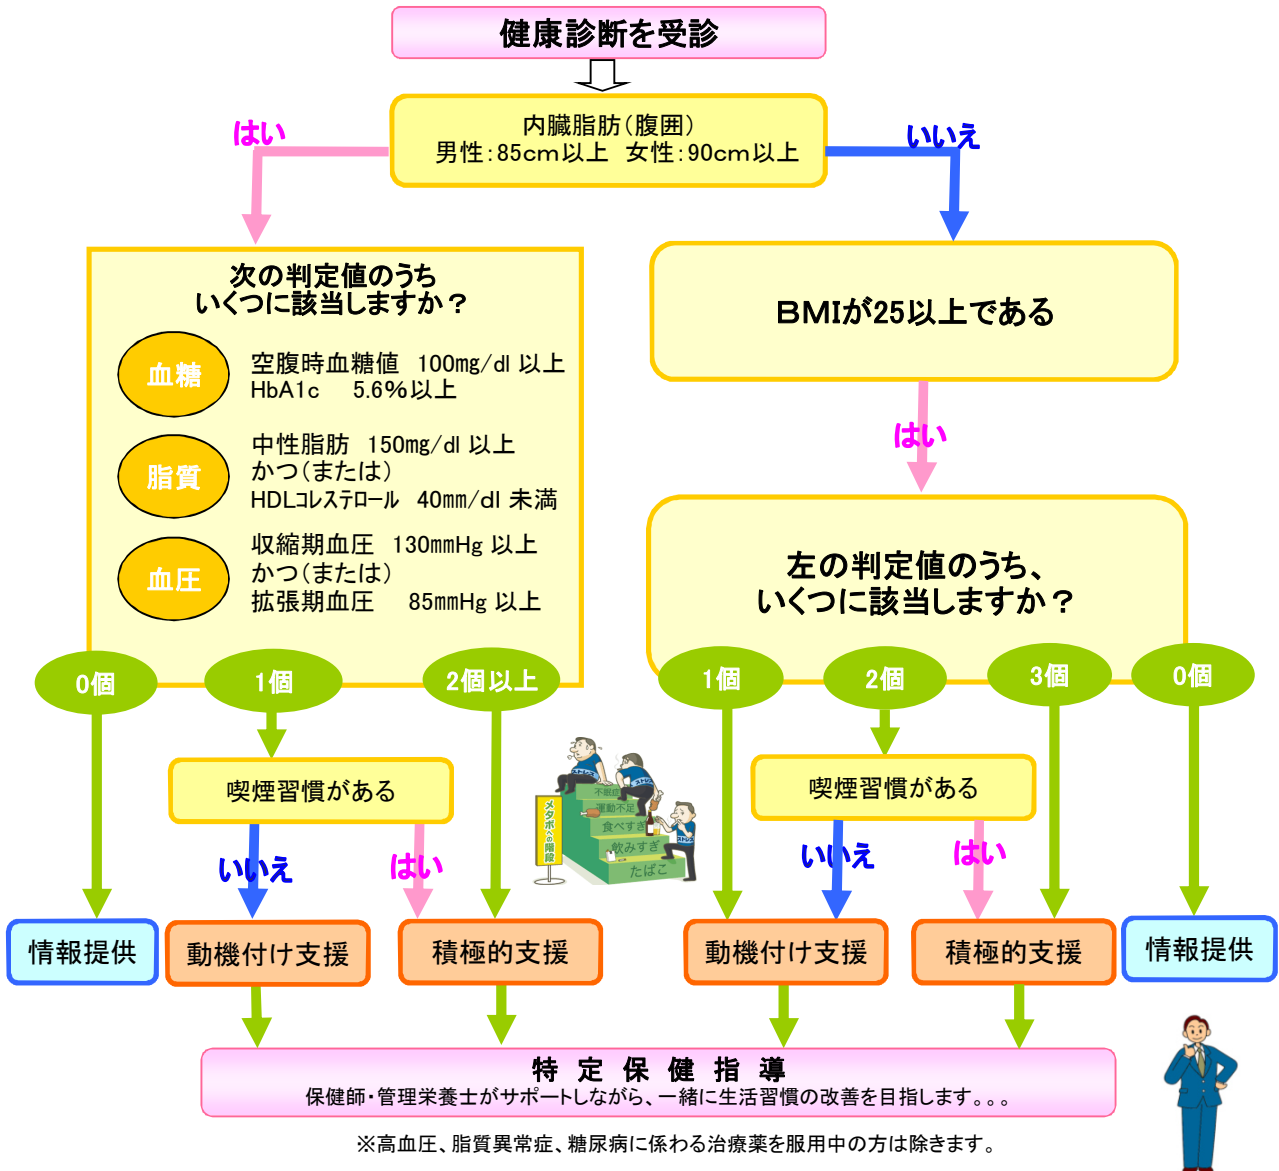 健康診断を受診
内臓脂肪(腹囲)
男性:85cm以上 女性:90cm以上
はい
いいえ
次の判定値のうち
いくつに該当しますか?
血糖
空腹時血糖値 100mg/dl 以上
HbA1c 5.6%以上
脂質
中性脂肪 150mg/dl 以上
かつ(または)
HDLコレステロール 40mm/dl 未満
血圧
収縮期血圧 130mmHg 以上
かつ(または)
拡張期血圧 85mmHg 以上
BMIが25以上である
はい
左の判定値のうち、
いくつに該当しますか?
0個
1個
2個以上
1個
2個
3個
0個
喫煙習慣がある
いいえ
はい
ストレス
ストレス
ストレス
メタボへの階段
不眠症
運動不足
食べすぎ
飲みすぎ
たばこ
喫煙習慣がある
いいえ
はい
情報提供
動機付け支援
積極的支援
動機付け支援
積極的支援
情報提供
特 定 保 健 指 導
保健師・管理栄養士がサポートしながら、一緒に生活習慣の改善を目指します。。。
※高血圧、脂質異常症、糖尿病に係わる治療薬を服用中の方は除きます。